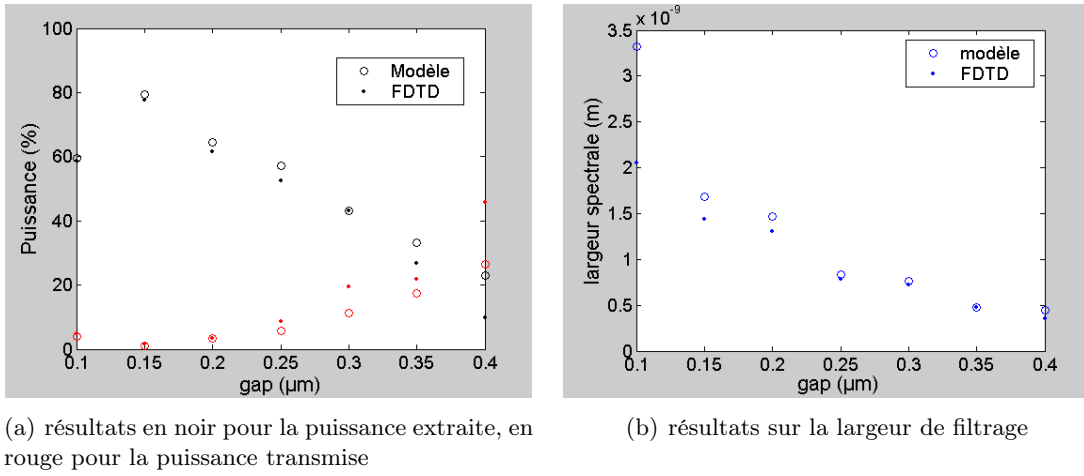 100
80
60
40
20
0
Puissance (%)
0.1 0.15 0.2 0.25 0.3 0.35 0.4
gap (µm)
Modèle
FDTD
x 10⁻⁹
3.5
3
2.5
2
1.5
1
0.5
0
largeur spectrale (m)
0.1 0.15 0.2 0.25 0.3 0.35 0.4
gap (µm)
modèle
FDTD
(a) résultats en noir pour la puissance extraite, en
rouge pour la puissance transmise
(b) résultats sur la largeur de filtrage